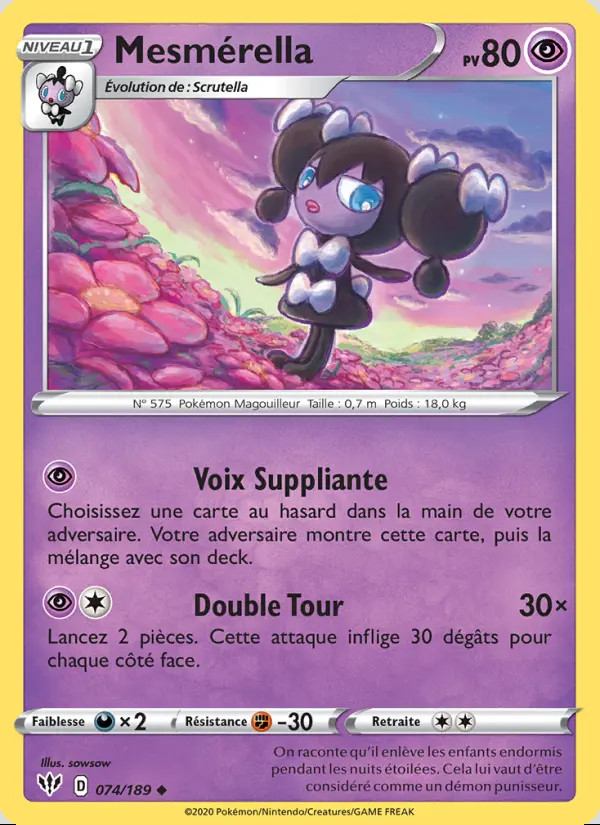 NIVEAU 1
Mesmérella
PV 80
Évolution de : Scrutella
N° 575 Pokémon Magouilleur Taille : 0,7 m Poids : 18,0 kg
Voix Suppliante
Choisissez une carte au hasard dans la main de votre
adversaire. Votre adversaire montre cette carte, puis la
mélange avec son deck.
Double Tour 30×
Lancez 2 pièces. Cette attaque inflige 30 dégâts pour
chaque côté face.
Faiblesse ×2 Résistance -30 Retraite
Illus. sowsow
On raconte qu'il enlève les enfants endormis
pendant les nuits étoilées. Cela lui vaut d'être
considéré comme un démon punisseur.
D 074/189
©2020 Pokémon/Nintendo/Creatures/GAME FREAK